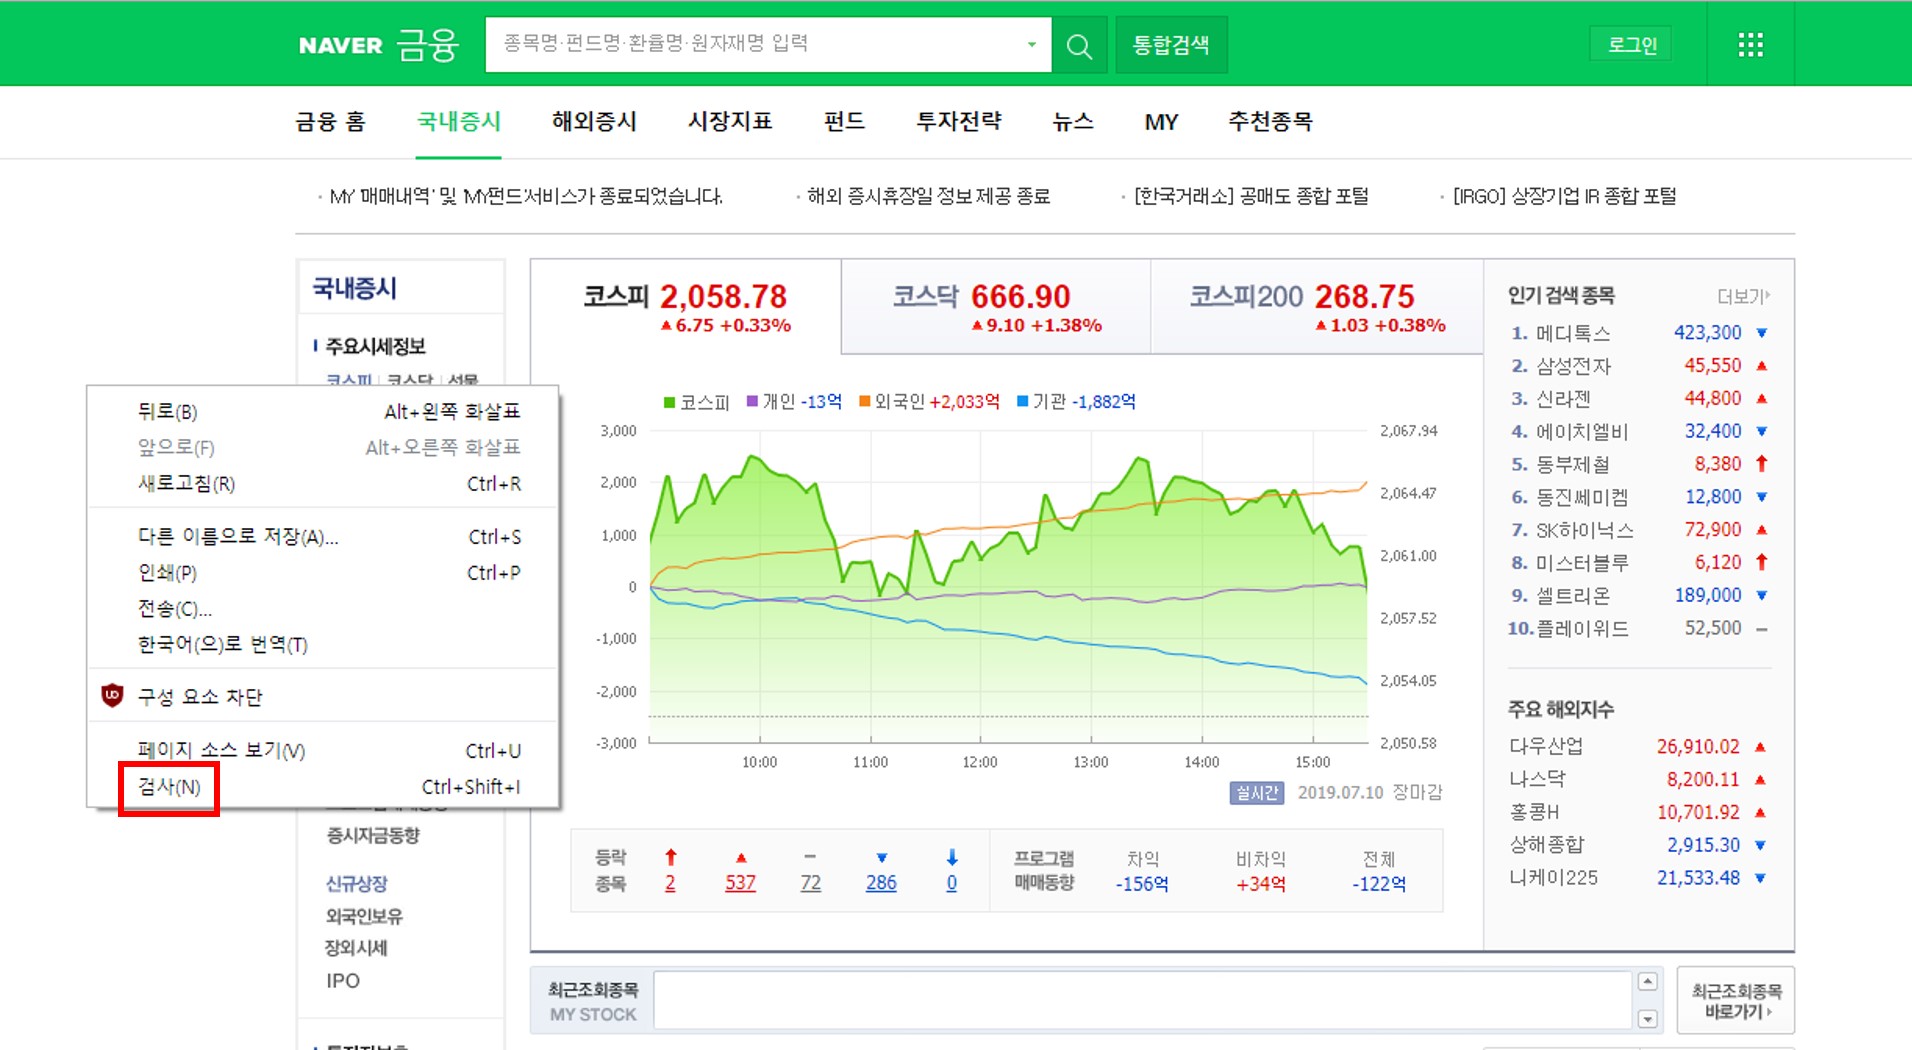 NAVER 금융
종목명·펀드명·환율명·원자재명 입력
통합검색
로그인
금융 홈 국내증시 해외증시 시장지표 펀드 투자전략 뉴스 MY 추천종목
· MY '매매내역' 및 'MY펀드'서비스가 종료되었습니다.
· 해외 증시휴장일 정보 제공 종료
· [한국거래소] 공매도 종합 포털
· [IRGO] 상장기업 IR 종합 포털
국내증시
주요시세정보
코스피 | 코스닥 | 선물
뒤로(B) Alt+왼쪽 화살표
앞으로(F) Alt+오른쪽 화살표
새로고침(R) Ctrl+R
다른 이름으로 저장(A)... Ctrl+S
인쇄(P) Ctrl+P
전송(C)...
한국어(으)로 번역(T)
구성 요소 차단
페이지 소스 보기(V) Ctrl+U
검사(N) Ctrl+Shift+I
증시자금동향
신규상장
외국인보유
장외시세
IPO
코스피 2,058.78
▲6.75 +0.33%
코스닥 666.90
▲9.10 +1.38%
코스피200 268.75
▲1.03 +0.38%
코스피 개인 -13억 외국인 +2,033억 기관 -1,882억
3,000
2,000
1,000
0
-1,000
-2,000
-3,000
2,067.94
2,064.47
2,061.00
2,057.52
2,054.05
2,050.58
10:00 11:00 12:00 13:00 14:00 15:00
실시간 2019.07.10 장마감
등락
종목
2 537 72 286 0
프로그램
매매동향
차익 비차익 전체
-156억 +34억 -122억
인기 검색 종목 더보기
1. 메디톡스 423,300 ▼
2. 삼성전자 45,550 ▲
3. 신라젠 44,800 ▲
4. 에이치엘비 32,400 ▼
5. 동부제철 8,380 ↑
6. 동진쎄미켐 12,800 ▼
7. SK하이닉스 72,900 ▲
8. 미스터블루 6,120 ↑
9. 셀트리온 189,000 ▼
10. 플레이위드 52,500 –
주요 해외지수
다우산업 26,910.02 ▲
나스닥 8,200.11 ▲
홍콩H 10,701.92 ▲
상해종합 2,915.30 ▼
니케이225 21,533.48 ▼
최근조회종목
MY STOCK
최근조회종목
바로가기